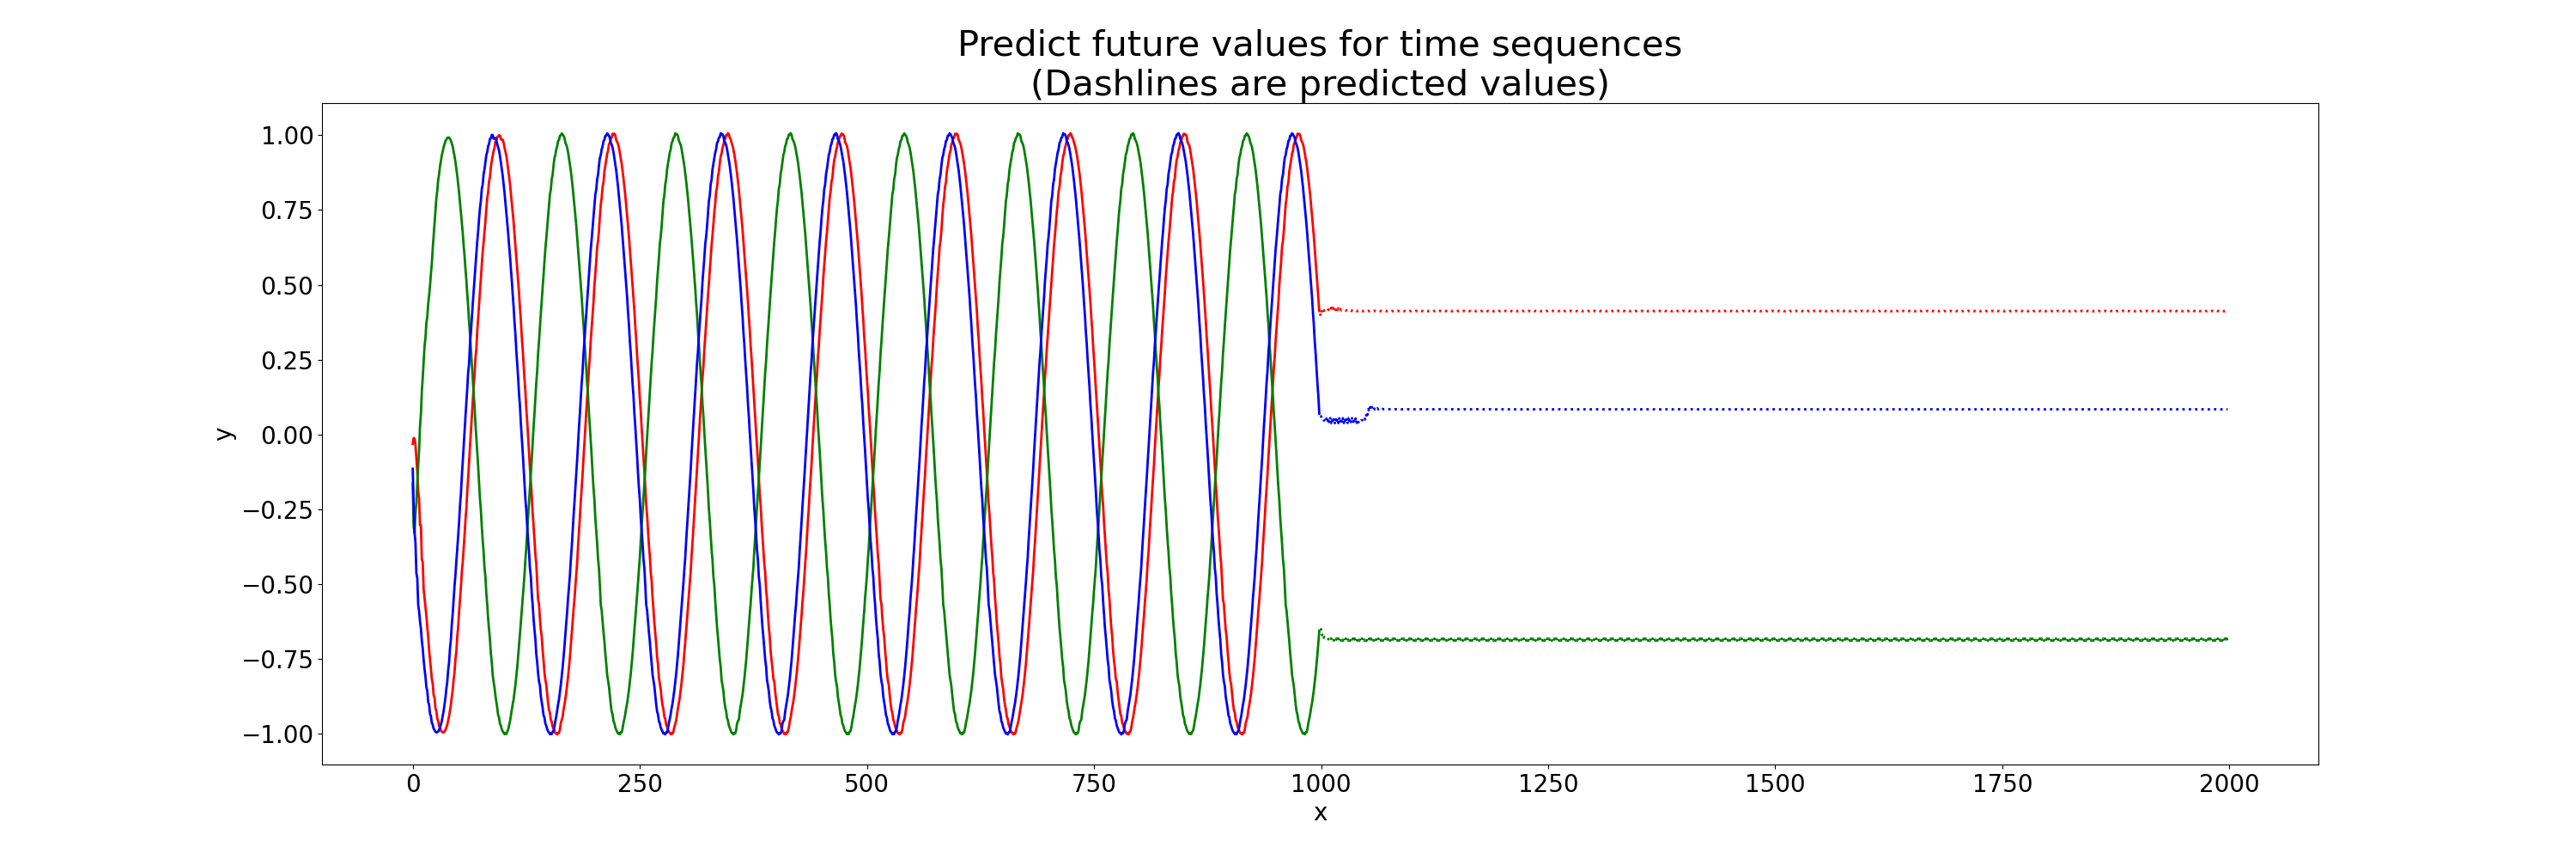 Predict future values for time sequences
(Dashlines are predicted values)
1.00
0.75
0.50
0.25
0.00
−0.25
−0.50
−0.75
−1.00
y
0 250 500 750 1000 1250 1500 1750 2000
x